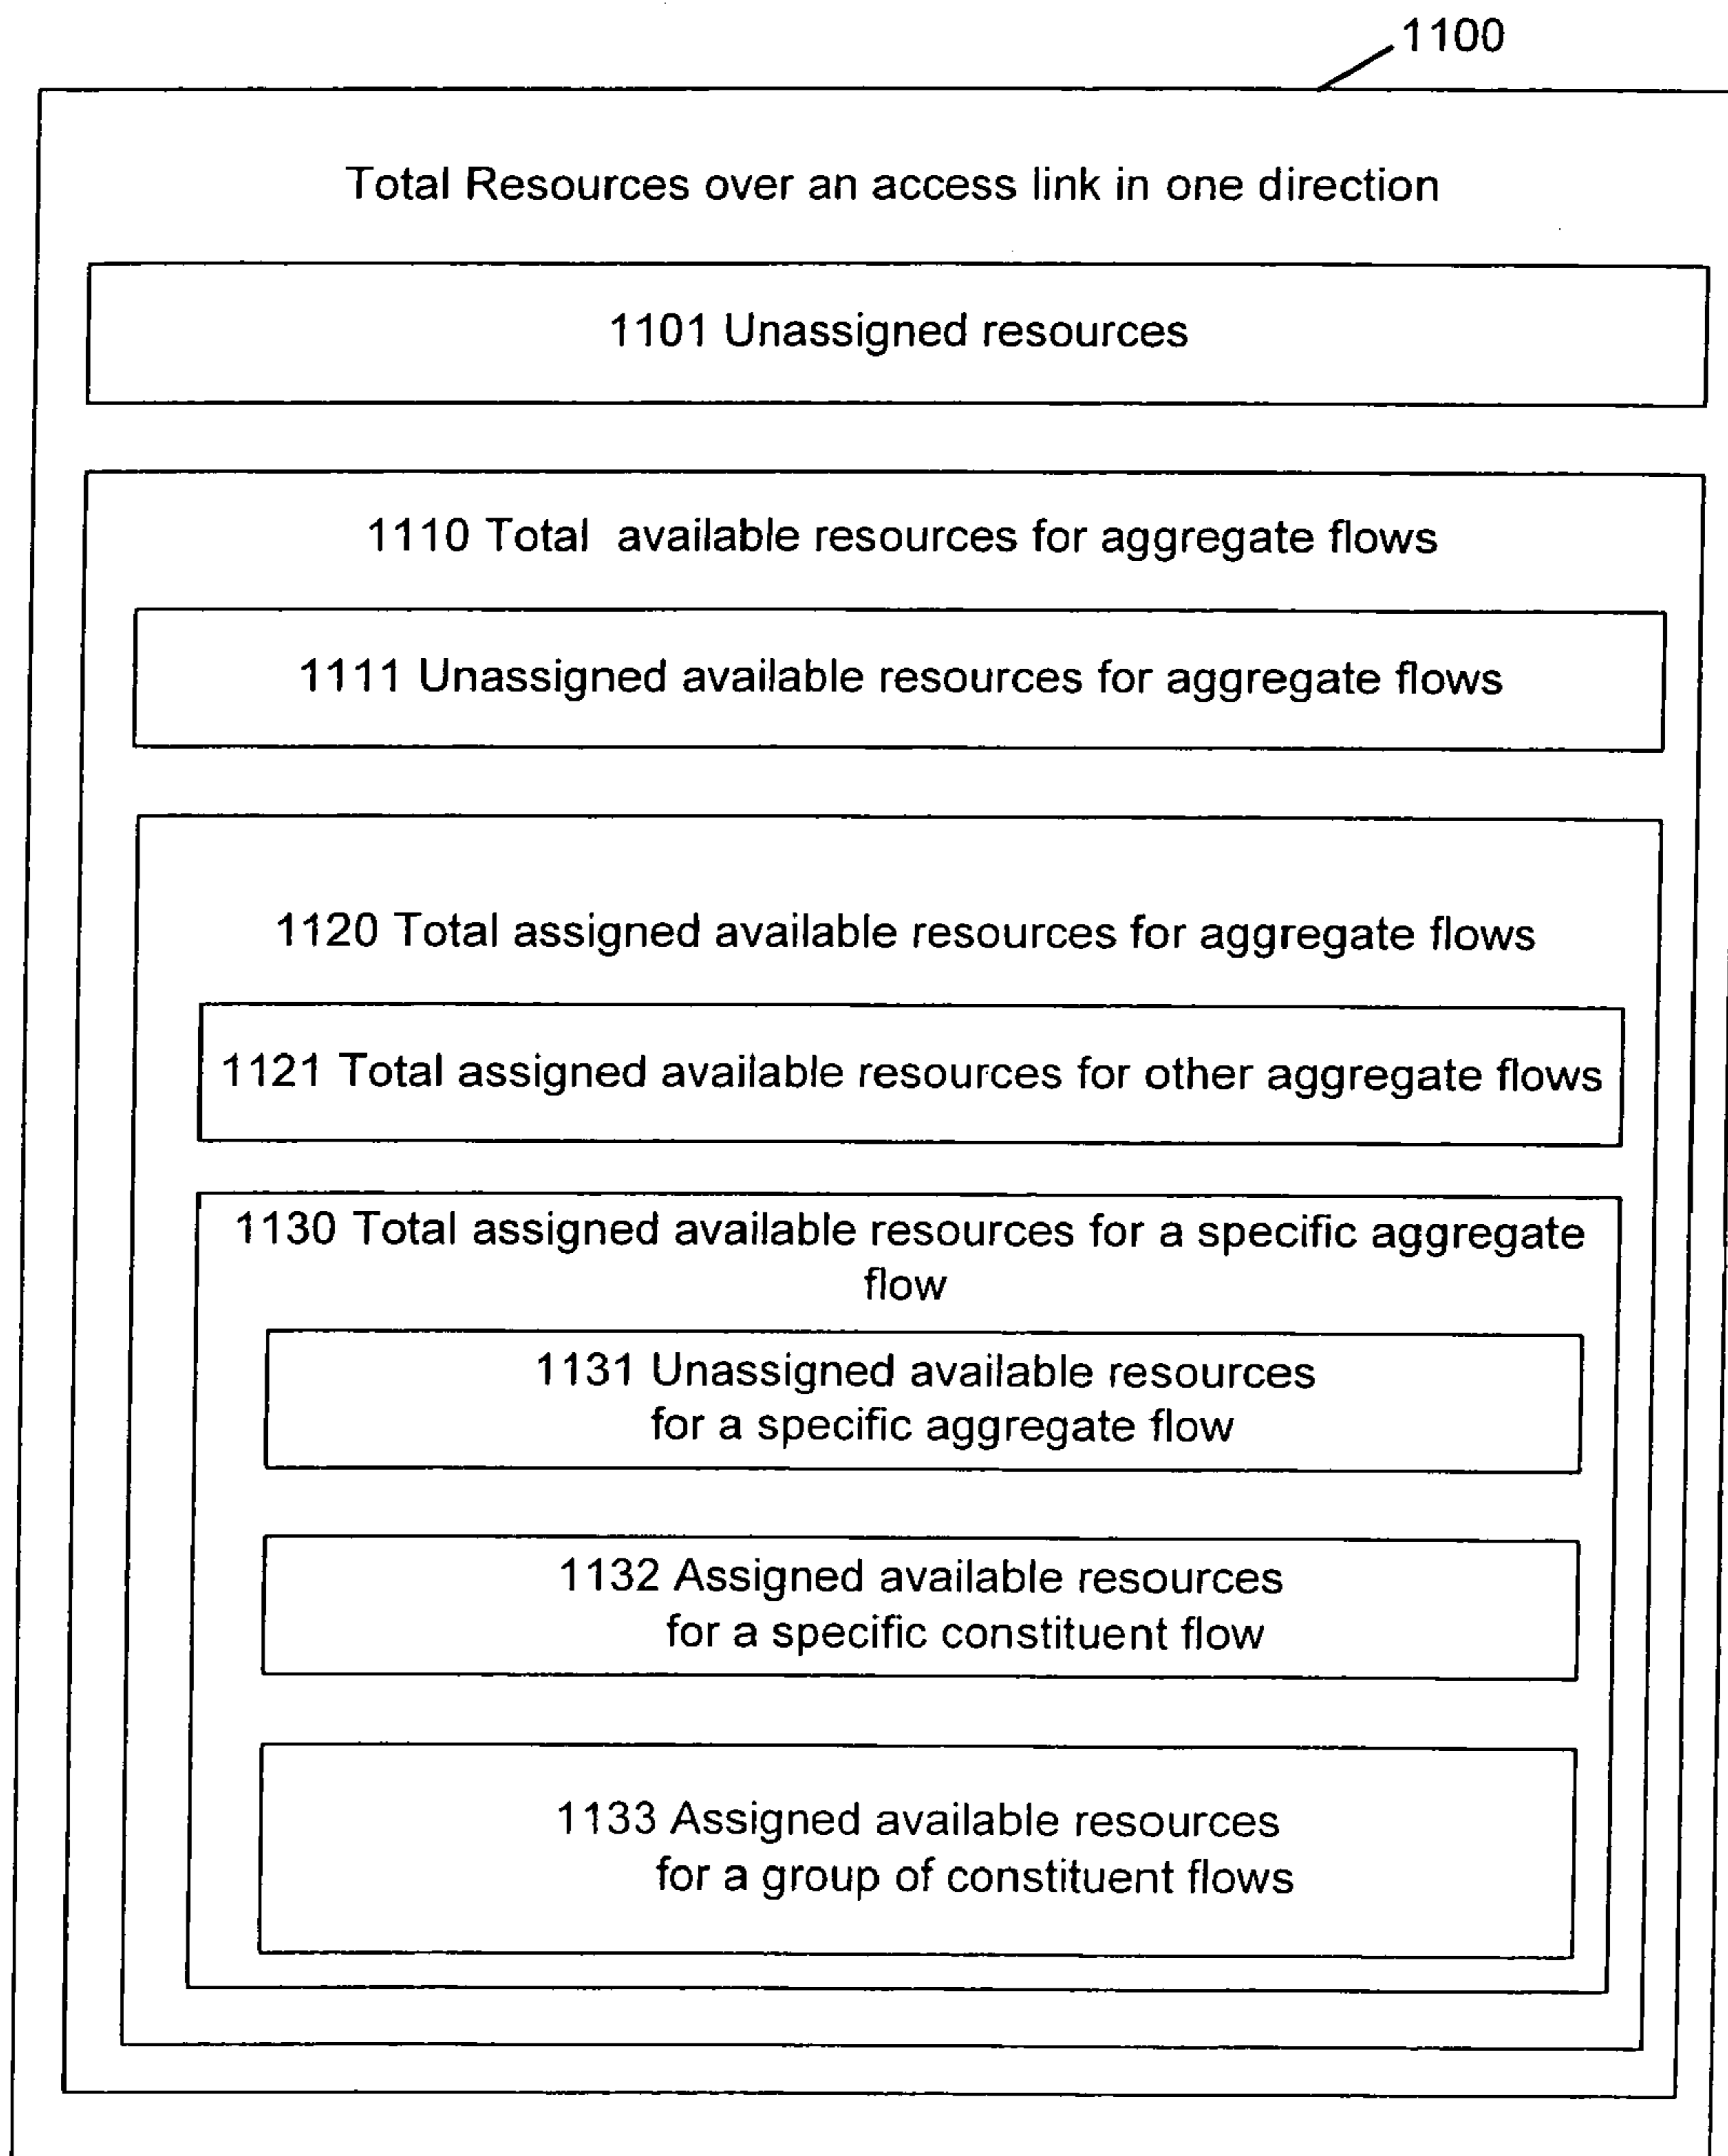 1100
Total Resources over an access link in one direction
1101 Unassigned resources
1110 Total available resources for aggregate flows
1111 Unassigned available resources for aggregate flows
1120 Total assigned available resources for aggregate flows
1121 Total assigned available resources for other aggregate flows
1130 Total assigned available resources for a specific aggregate
flow
1131 Unassigned available resources
for a specific aggregate flow
1132 Assigned available resources
for a specific constituent flow
1133 Assigned available resources
for a group of constituent flows